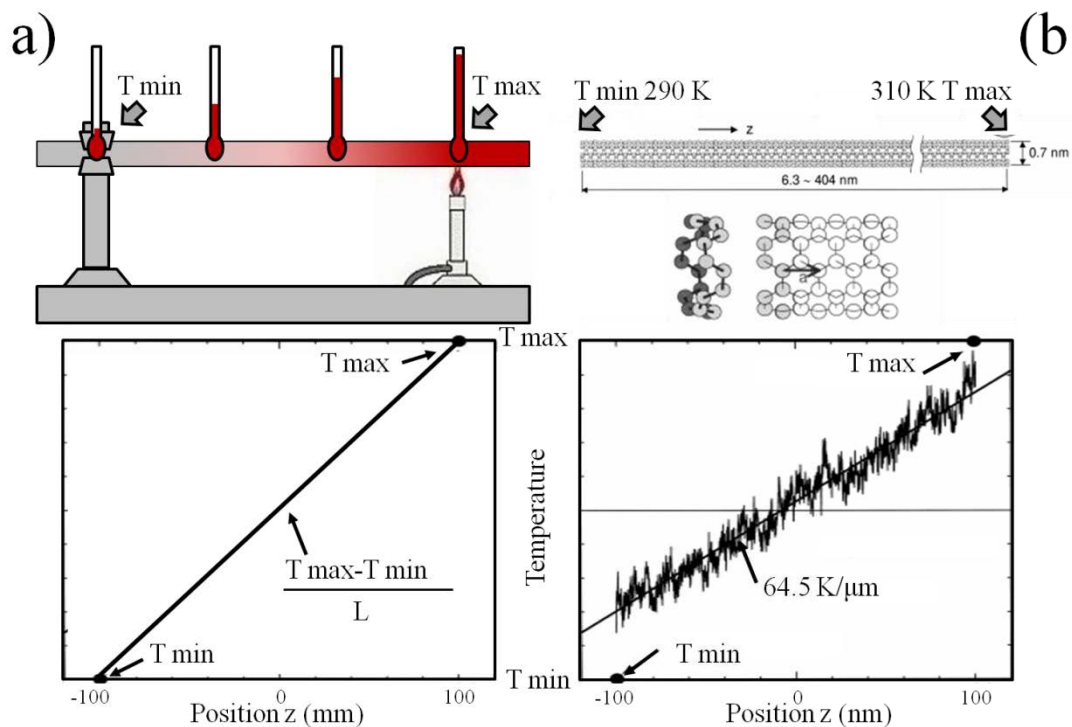 a)
(b
T min
T max
T min 290 K
310 K T max
z
0.7 nm
6.3 ~ 404 nm
a
T max
T max
T max-T min
L
T min
T min
-100
0
100
Position z (mm)
Temperature
T max
64.5 K/μm
T min
-100
0
100
Position z (nm)